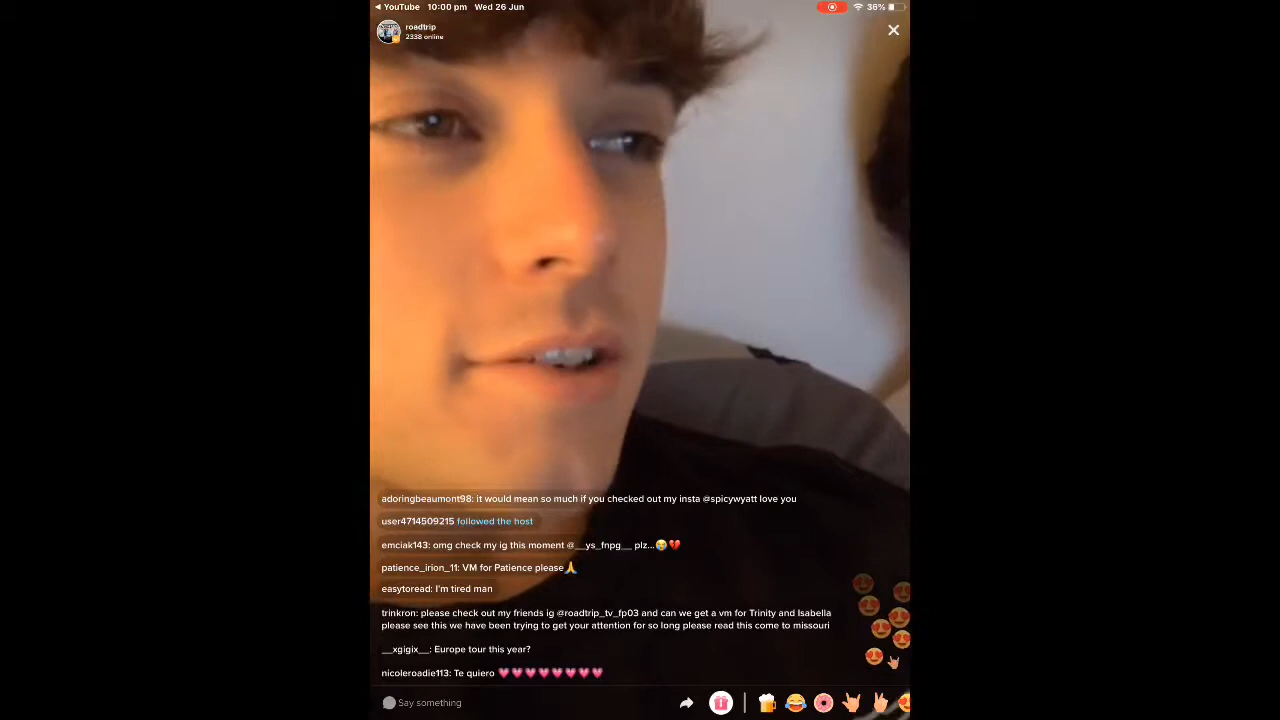 YouTube 10:00 pm Wed 26 Jun 36%
roadtrip
2338 online
adoringbeaumont98: it would mean so much if you checked out my insta @spicywyatt love you
user4714509215 followed the host
emciak143: omg check my ig this moment @__ys_fnpg__ plz...😭💔
patience_irion_11: VM for Patience please🙏
easytoread: I'm tired man
trinkron: please check out my friends ig @roadtrip_tv_fp03 and can we get a vm for Trinity and Isabella
please see this we have been trying to get your attention for so long please read this come to missouri
__xgigix__: Europe tour this year?
nicoleroadie113: Te quiero 💗💗💗💗💗💗💗💗
Say something